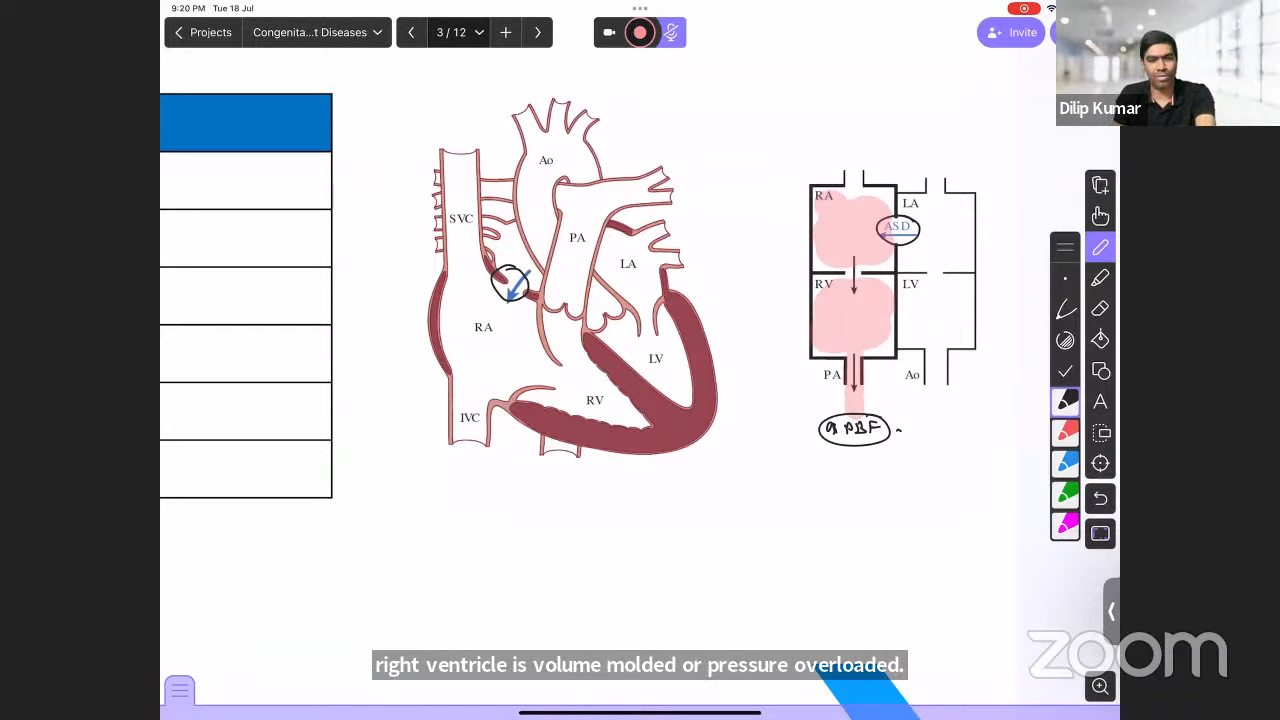 9:20 PM Tue 18 Jul
Projects
Congenita...t Diseases
3 / 12
Invite
Dilip Kumar
Ao
SVC
PA
LA
RA
LV
RV
IVC
RA
LA
ASD
RV
LV
PA
Ao
PBF
A
right ventricle is volume molded or pressure overloaded.
zoom